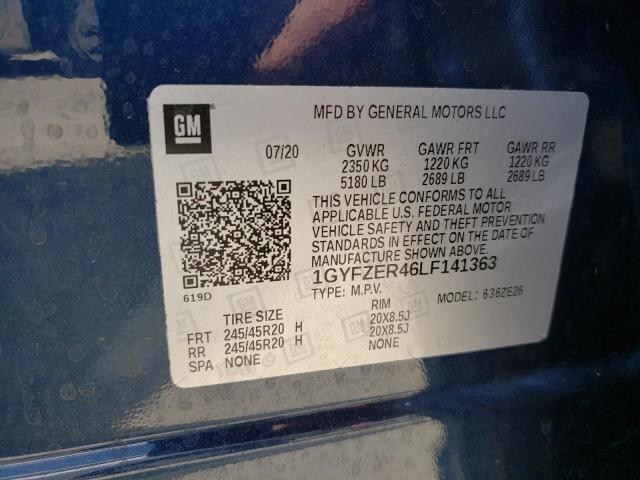 GM
MFD BY GENERAL MOTORS LLC
07/20 GVWR GAWR FRT GAWR RR
2350 KG 1220 KG 1220 KG
5180 LB 2689 LB 2689 LB
THIS VEHICLE CONFORMS TO ALL
APPLICABLE U.S. FEDERAL MOTOR
VEHICLE SAFETY AND THEFT PREVENTION
STANDARDS IN EFFECT ON THE DATE OF
MANUFACTURE SHOWN ABOVE.
1GYFZER46LF141363
619D
TYPE: M.P.V. MODEL: 636ZE26
TIRE SIZE RIM
FRT 245/45R20 H 20X8.5J
RR 245/45R20 H 20X8.5J
SPA NONE NONE